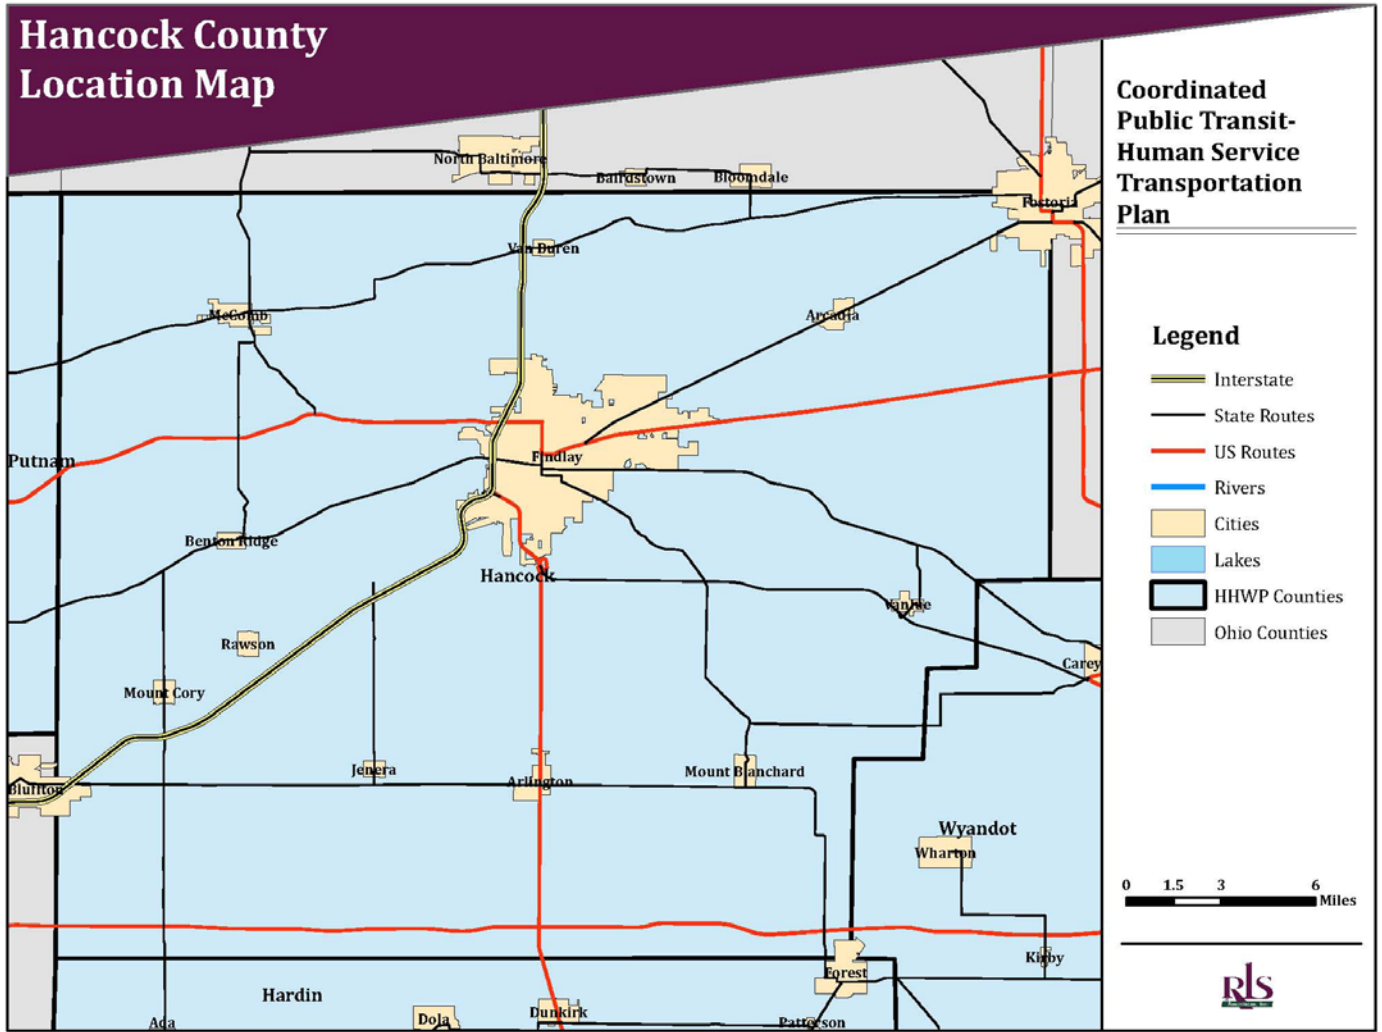 Hancock County
Location Map
Coordinated
Public Transit-
Human Service
Transportation
Plan
North Baltimore
Bairdstown
Bloomdale
Fostoria
Van Buren
McComb
Arcadia
Legend
Interstate
State Routes
US Routes
Rivers
Cities
Lakes
HHWP Counties
Ohio Counties
Putnam
Findlay
Benton Ridge
Hancock
Vanlue
Rawson
Carey
Mount Cory
Jenera
Arlington
Mount Blanchard
Bluffton
Wyandot
Wharton
0 1.5 3 6
Miles
Kirby
Forest
Hardin
Dola
Dunkirk
Patterson
Ada
RLS